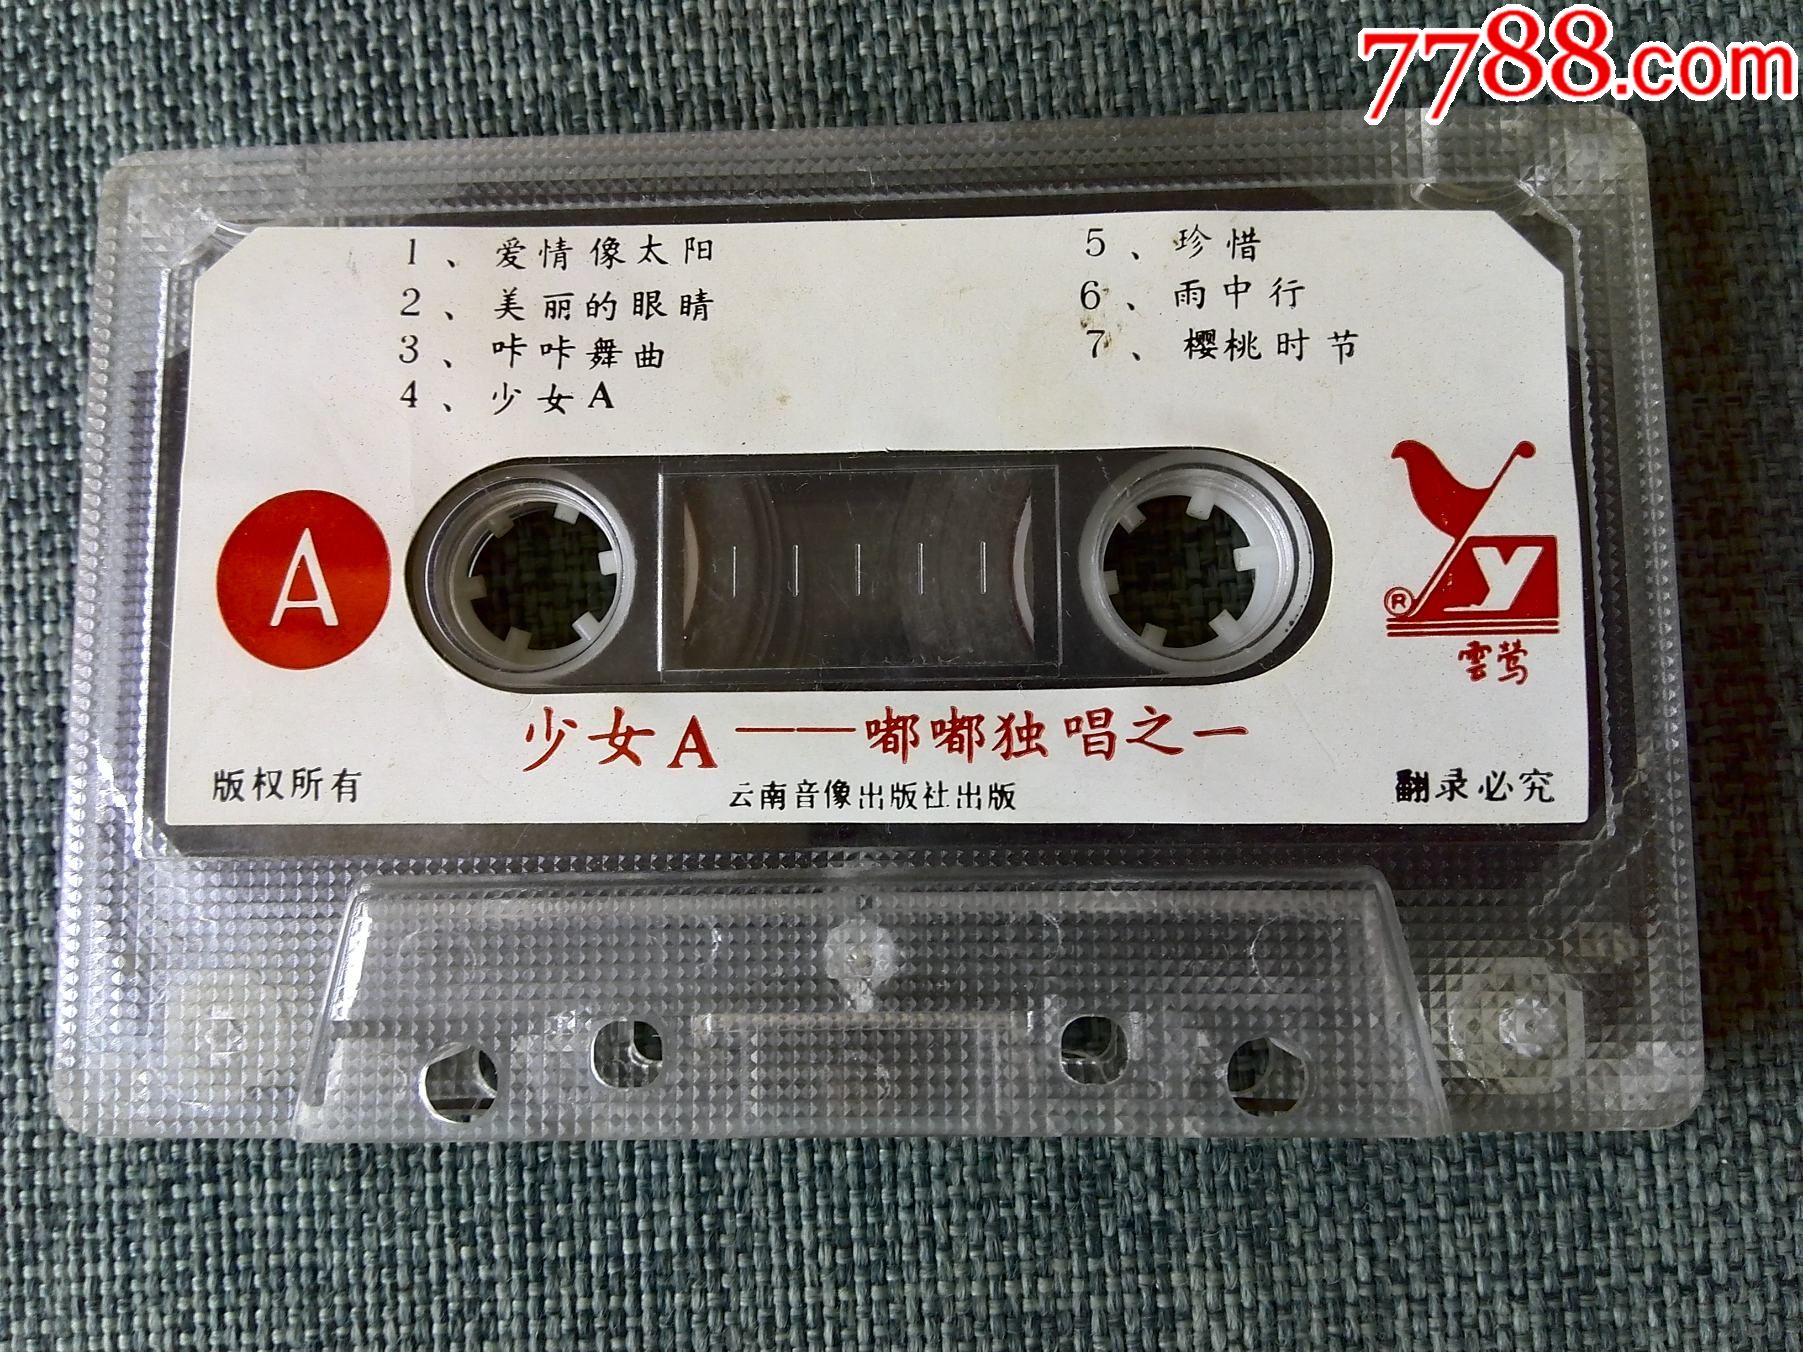 7788.com
1、爱情像太阳
2、美丽的眼睛
3、咔咔舞曲
4、少女A
5、珍惜
6、雨中行
7、樱桃时节
A
y
®
雲莺
少女A——嘟嘟独唱之一
版权所有
云南音像出版社出版
翻录必究